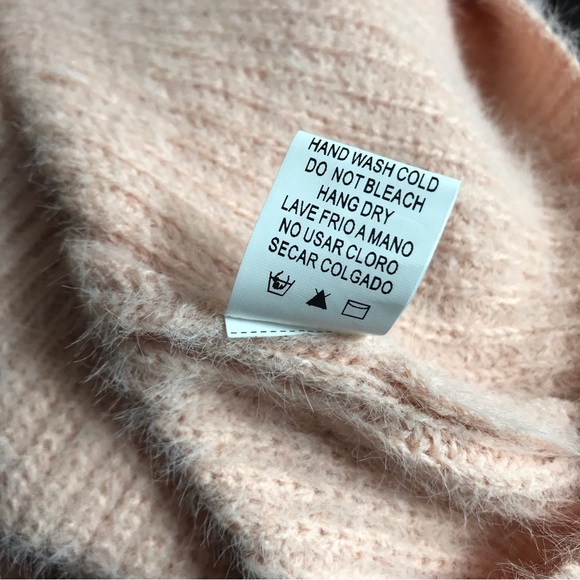 HAND WASH COLD
DO NOT BLEACH
HANG DRY
LAVE FRIO A MANO
NO USAR CLORO
SECAR COLGADO